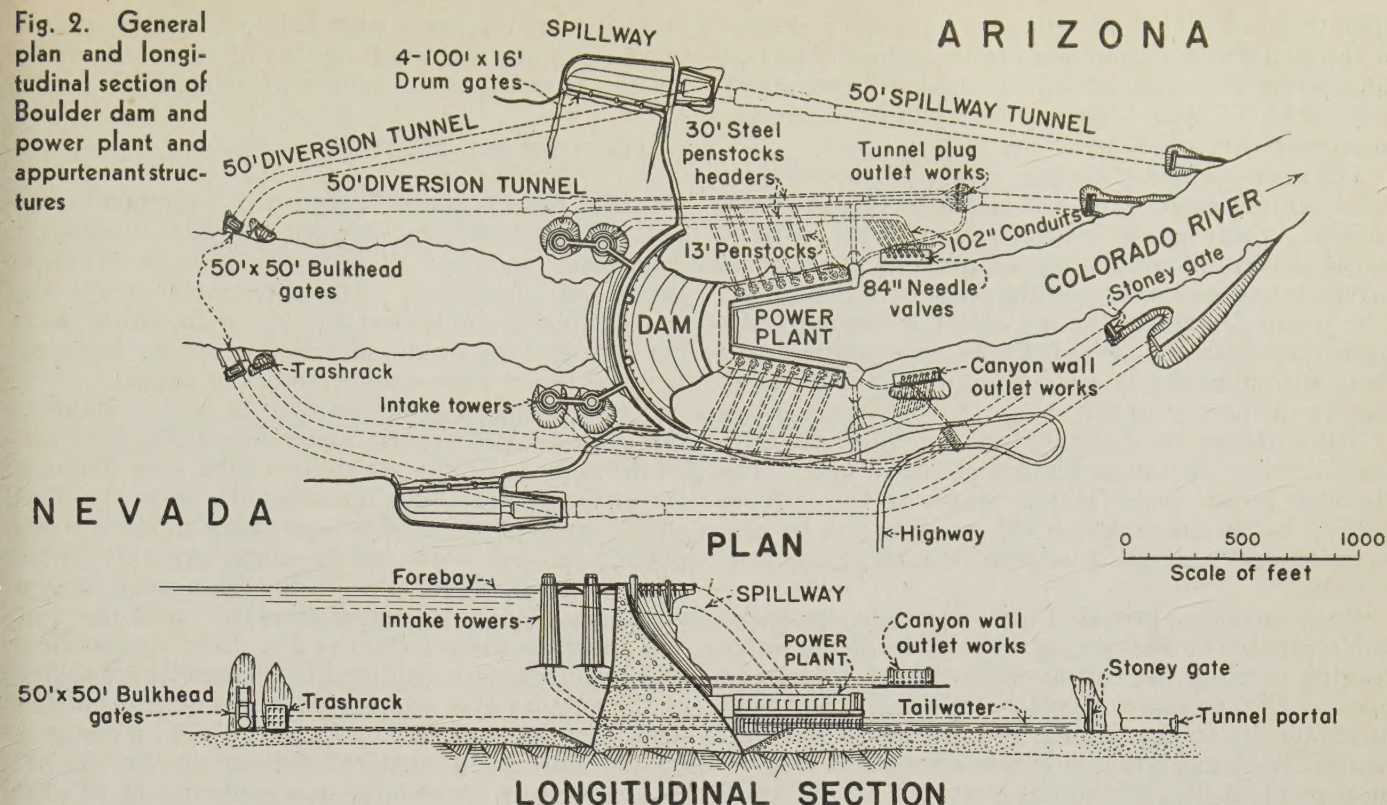 Fig. 2. General
plan and longi-
tudinal section of
Boulder dam and
power plant and
appurtenant struc-
tures
ARIZONA
SPILLWAY
4-100' x 16'
Drum gates
50' SPILLWAY TUNNEL
50' DIVERSION TUNNEL
50' DIVERSION TUNNEL
30' Steel
penstocks
headers
Tunnel plug
outlet works
13' Penstocks
102" Conduits
COLORADO RIVER
Stoney gate
50' x 50' Bulkhead
gates
84" Needle
valves
DAM
POWER
PLANT
Trashrack
Intake towers
Canyon wall
outlet works
NEVADA
PLAN
Highway
0 500 1000
Scale of feet
Forebay
SPILLWAY
Intake towers
Canyon wall
outlet works
POWER
PLANT
Stoney gate
50' x 50' Bulkhead
gates
Trashrack
Tailwater
Tunnel portal
LONGITUDINAL SECTION